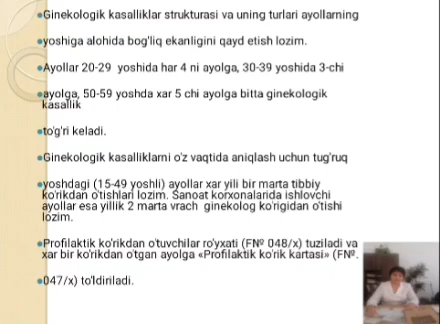 Ginekologik kasalliklar strukturasi va uning turlari ayollarning
yoshiga alohida bog'liq ekanligini qayd etish lozim.
Ayollar 20-29 yoshida har 4 ni ayolga, 30-39 yoshida 3-chi
ayolga, 50-59 yoshda xar 5 chi ayolga bitta ginekologik
kasallik
to'g'ri keladi.
Ginekologik kasalliklarni o'z vaqtida aniqlash uchun tug'ruq
yoshdagi (15-49 yoshli) ayollar xar yili bir marta tibbiy
ko'rikdan o'tishlari lozim. Sanoat korxonalarida ishlovchi
ayollar esa yillik 2 marta vrach ginekolog ko'rigidan o'tishi
lozim.
Profilaktik ko'rikdan o'tuvchilar ro'yxati (FNº 048/x) tuziladi va
xar bir ko'rikdan o'tgan ayolga «Profilaktik ko'rik kartasi» (FNº.
047/x) to'ldiriladi.